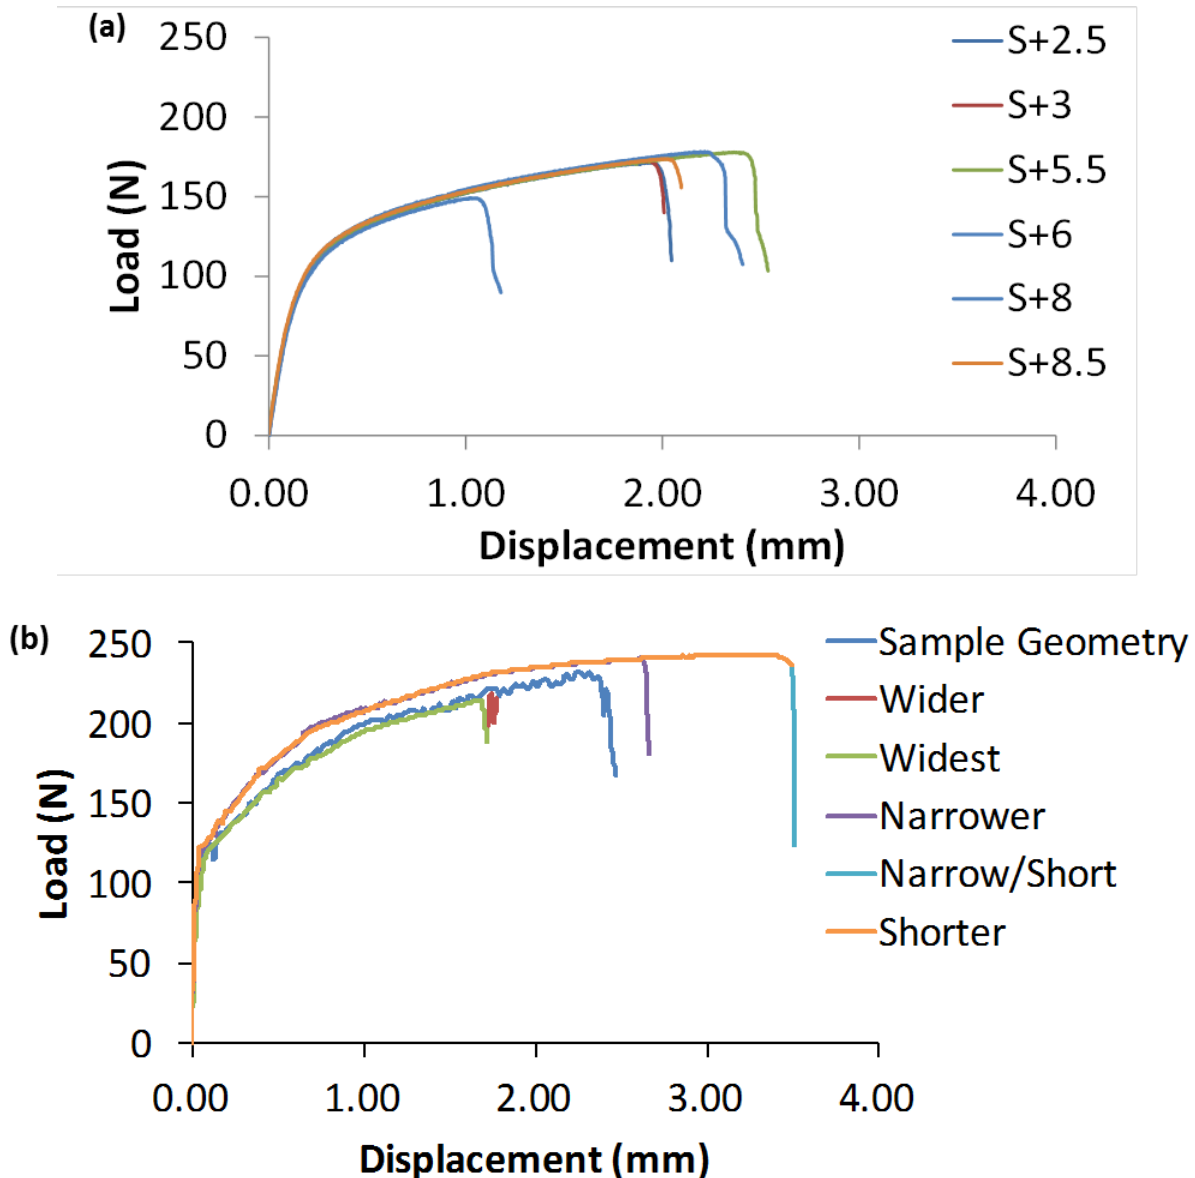 (a)
250
200
150
100
50
0
Load (N)
0.00 1.00 2.00 3.00 4.00
Displacement (mm)
S+2.5
S+3
S+5.5
S+6
S+8
S+8.5
(b)
250
200
150
100
50
0
Load (N)
0.00 1.00 2.00 3.00 4.00
Displacement (mm)
Sample Geometry
Wider
Widest
Narrower
Narrow/Short
Shorter